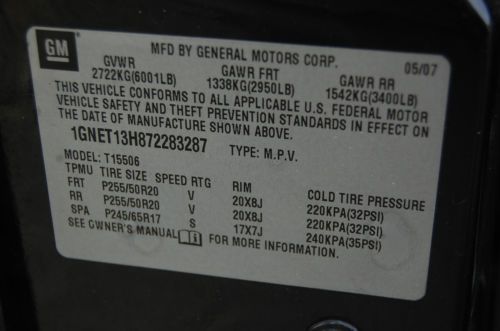 GM
MFD BY GENERAL MOTORS CORP. 05/07
GVWR GAWR FRT GAWR RR
2722KG(6001LB) 1338KG(2950LB) 1542KG(3400LB)
THIS VEHICLE CONFORMS TO ALL APPLICABLE U.S. FEDERAL MOTOR
VEHICLE SAFETY AND THEFT PREVENTION STANDARDS IN EFFECT ON
THE DATE OF MANUFACTURE SHOWN ABOVE.
1GNET13H872283287 TYPE: M.P.V.
MODEL: T15506
TPMU TIRE SIZE SPEED RTG RIM COLD TIRE PRESSURE
FRT P255/50R20 V 20X8J 220KPA(32PSI)
RR P255/50R20 V 20X8J 220KPA(32PSI)
SPA P245/65R17 S 17X7J 240KPA(35PSI)
SEE OWNER'S MANUAL FOR MORE INFORMATION.